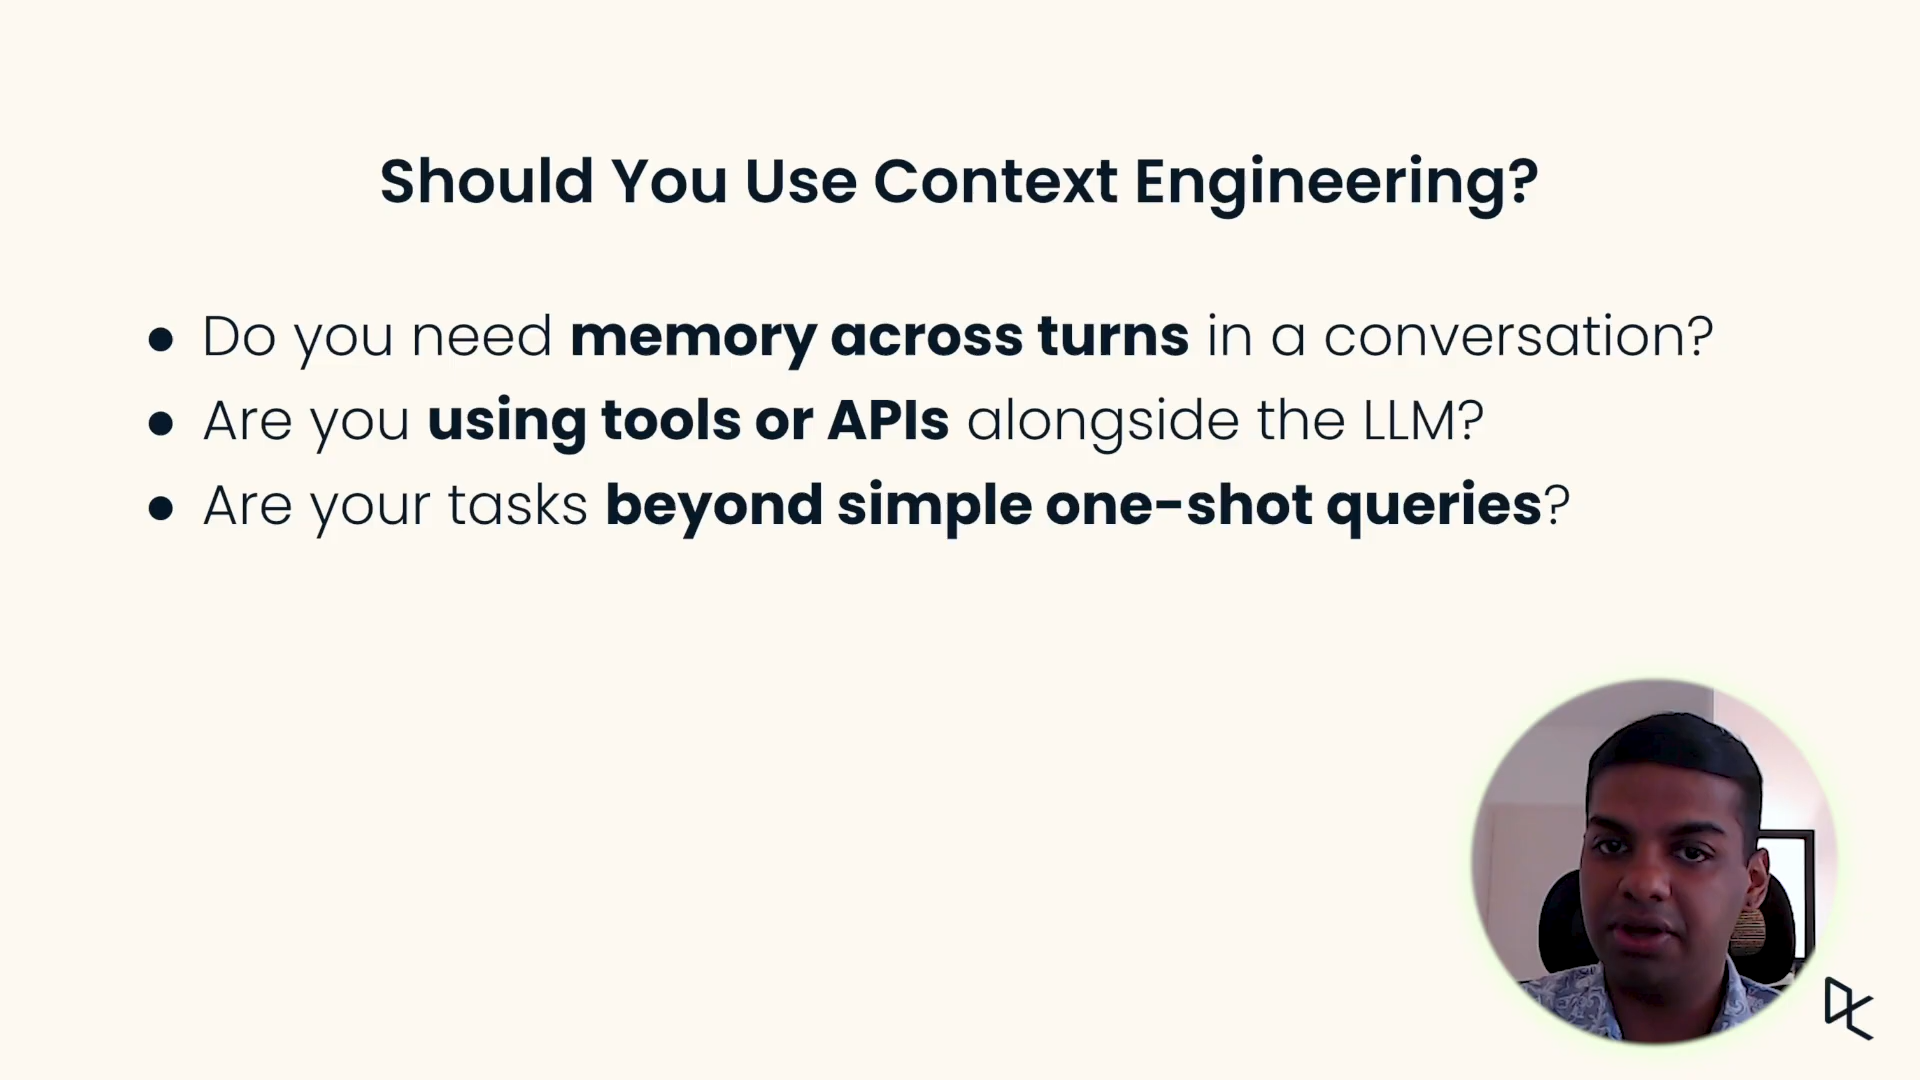 Should You Use Context Engineering?
● Do you need memory across turns in a conversation?
● Are you using tools or APIs alongside the LLM?
● Are your tasks beyond simple one-shot queries?